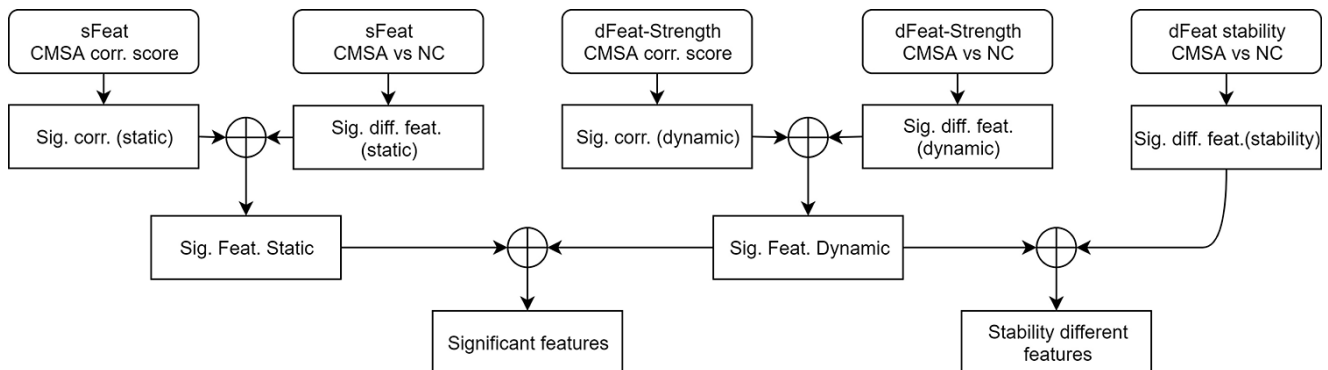 sFeat
CMSA corr. score
sFeat
CMSA vs NC
dFeat-Strength
CMSA corr. score
dFeat-Strength
CMSA vs NC
dFeat stability
CMSA vs NC
Sig. corr. (static)
Sig. diff. feat.
(static)
Sig. corr. (dynamic)
Sig. diff. feat.
(dynamic)
Sig. diff. feat.(stability)
Sig. Feat. Static
Sig. Feat. Dynamic
Significant features
Stability different
features